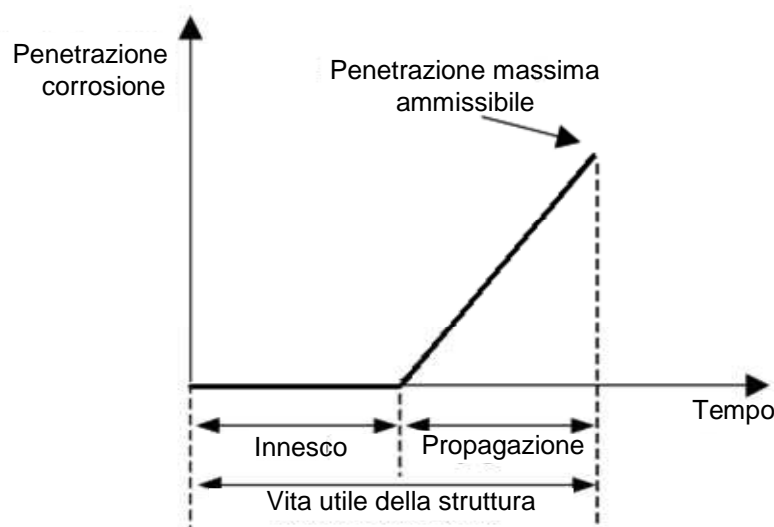 Penetrazione
corrosione
Penetrazione massima
ammissibile
Tempo
Innesco
Propagazione
Vita utile della struttura